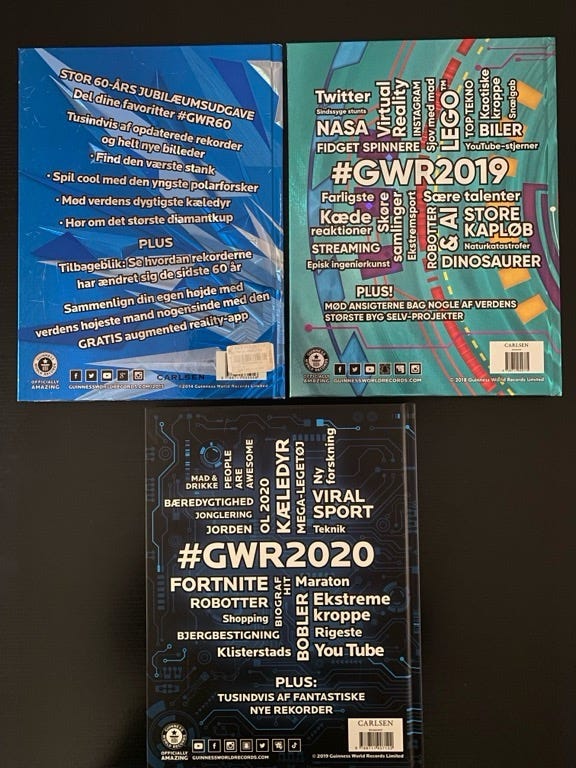 STOR 60-ÅRS JUBILÆUMSUDGAVE
Del dine favoritter #GWR60
Tusindvis af opdaterede rekorder
og helt nye billeder
• Find den værste stank
• Spil cool med den yngste polarforsker
• Mød verdens dygtigste kæledyr
• Hør om det største diamantkup
PLUS
Tilbageblik: Se hvordan rekorderne
har ændret sig de sidste 60 år
Sammenlign din egen højde med
verdens højeste mand nogensinde med den
GRATIS augmented reality-app
OFFICIALLY
AMAZING
GUINNESSWORLDRECORDS.COM/2015
CARLSEN
©2014 Guinness World Records Limited
Twitter
Sindssyge stunts
NASA
FIDGET SPINNERE
Virtual
Reality
INSTAGRAM
Sjov med mad
LEGO™
TOP TEKNO
Kaotiske
kroppe
Smølgab
BILER
YouTube-stjerner
#GWR2019
Farligste
Kæde
reaktioner
STREAMING
Episk ingeniørkunst
Skøre
samlinger
Ekstremsport
ROBOTTER
& AI
Sære talenter
STORE
KAPLØB
Naturkatastrofer
DINOSAURER
PLUS!
MØD ANSIGTERNE BAG NOGLE AF VERDENS
STØRSTE BYG SELV-PROJEKTER
CARLSEN
OFFICIALLY
AMAZING
GUINNESSWORLDRECORDS.COM
© 2018 Guinness World Records Limited
MAD &
DRIKKE
PEOPLE
ARE
AWESOME
BÆREDYGTIGHED
JONGLERING
JORDEN
OL 2020
KÆLEDYR
MEGA-LEGETØJ
Ny
forskning
VIRAL
SPORT
Teknik
#GWR2020
FORTNITE
ROBOTTER
Shopping
BJERGBESTIGNING
Klisterstads
BIOGRAF
HIT
BOBLER
Maraton
Ekstreme
kroppe
Rigeste
You Tube
PLUS:
TUSINDVIS AF FANTASTISKE
NYE REKORDER
CARLSEN
OFFICIALLY
AMAZING
GUINNESSWORLDRECORDS.COM
© 2019 Guinness World Records Limited